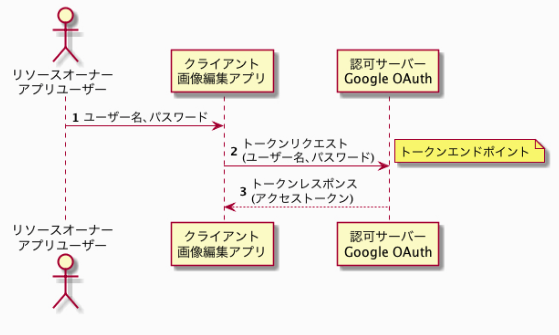 リソースオーナー
アプリユーザー
クライアント
画像編集アプリ
認可サーバー
Google OAuth
1 ユーザー名、パスワード
2 トークンリクエスト
(ユーザー名、パスワード)
トークンエンドポイント
3 トークンレスポンス
(アクセストークン)
リソースオーナー
アプリユーザー
クライアント
画像編集アプリ
認可サーバー
Google OAuth